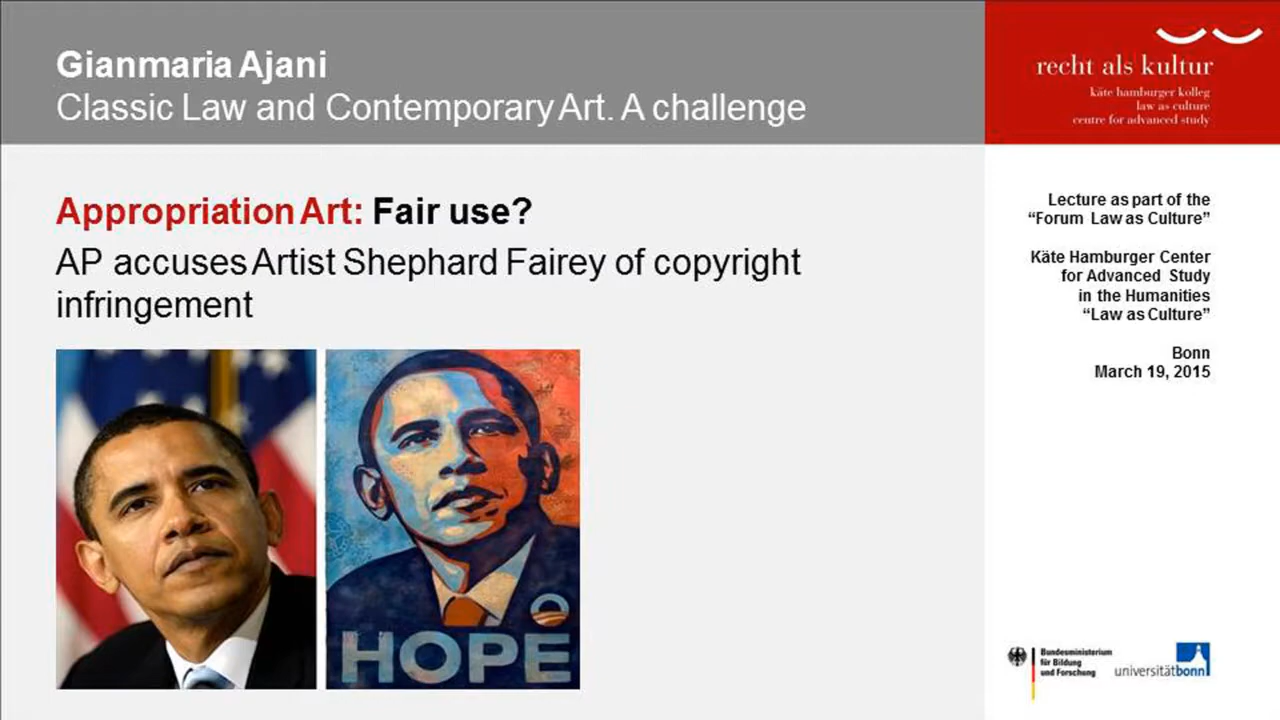 Gianmaria Ajani
Classic Law and Contemporary Art. A challenge
recht als kultur
käte hamburger kolleg
law as culture
centre for advanced study
Appropriation Art: Fair use?
AP accuses Artist Shephard Fairey of copyright
infringement
HOPE
Lecture as part of the
“Forum Law as Culture”
Käte Hamburger Center
for Advanced Study
in the Humanities
“Law as Culture”
Bonn
March 19, 2015
Bundesministerium
für Bildung
und Forschung
universitätbonn